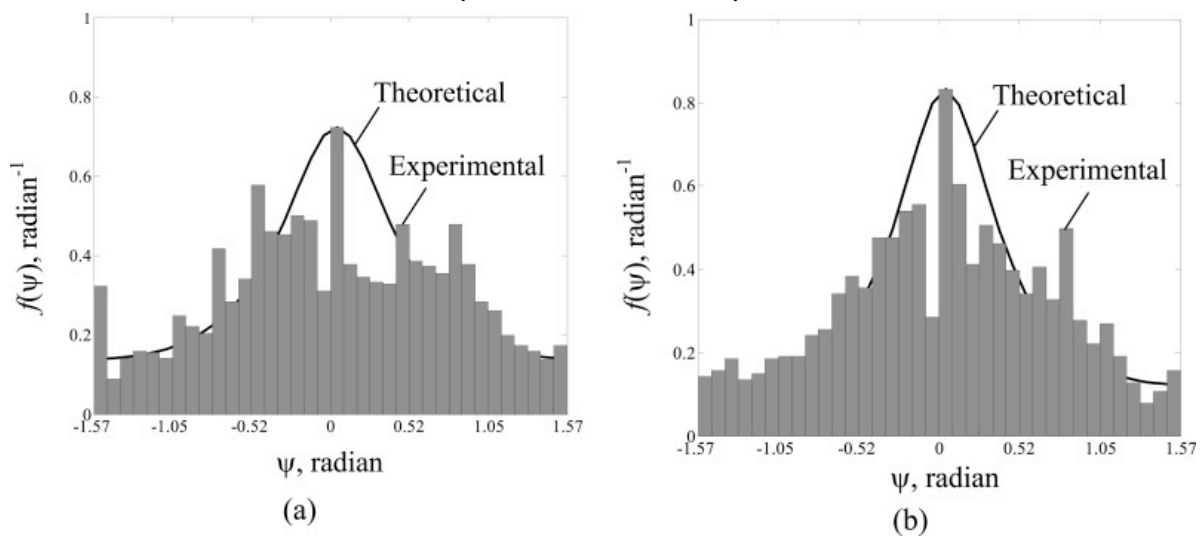 1
0.8
0.6
0.4
0.2
0
-1.57
-1.05
-0.52
0
0.52
1.05
1.57
f(ψ), radian⁻¹
ψ, radian
Theoretical
Experimental
(a)
1
0.8
0.6
0.4
0.2
0
-1.57
-1.05
-0.52
0
0.52
1.05
1.57
f(ψ), radian⁻¹
ψ, radian
Theoretical
Experimental
(b)